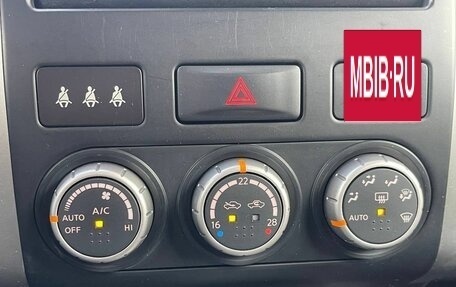 MBIB.RU
22
AUTO A/C
OFF HI
16 28
AUTO